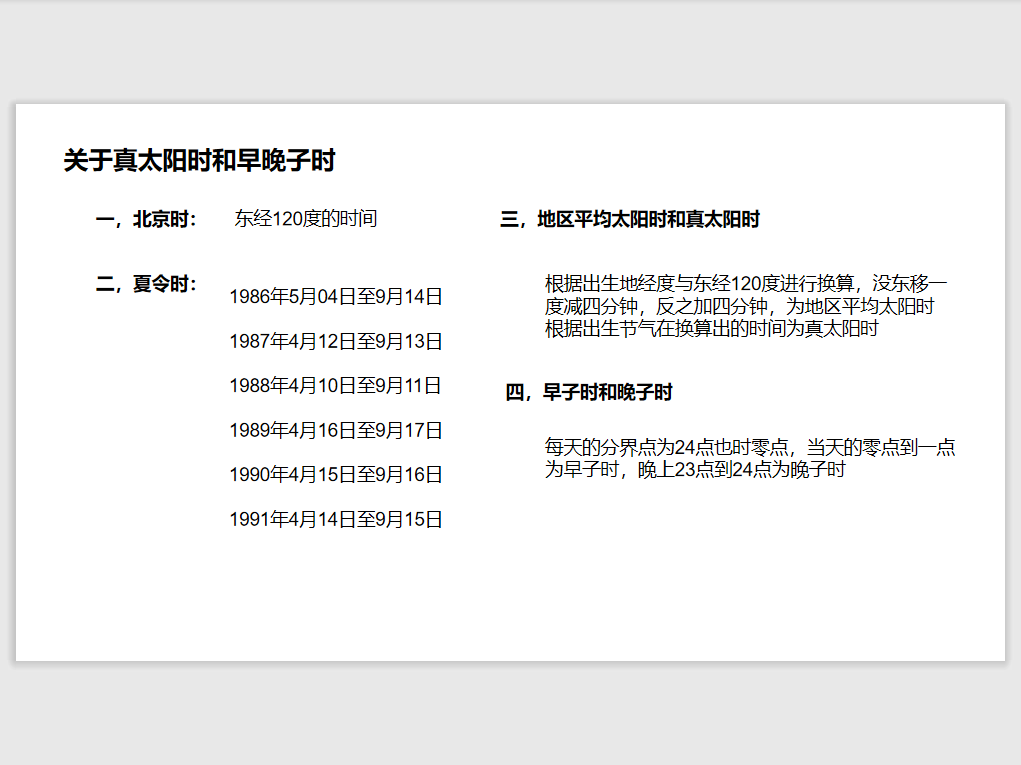 关于真太阳时和早晚子时
一，北京时： 东经120度的时间
二，夏令时：
1986年5月04日至9月14日
1987年4月12日至9月13日
1988年4月10日至9月11日
1989年4月16日至9月17日
1990年4月15日至9月16日
1991年4月14日至9月15日
三，地区平均太阳时和真太阳时
根据出生地经度与东经120度进行换算，没东移一
度减四分钟，反之加四分钟，为地区平均太阳时
根据出生节气在换算出的时间为真太阳时
四，早子时和晚子时
每天的分界点为24点也时零点，当天的零点到一点
为早子时，晚上23点到24点为晚子时